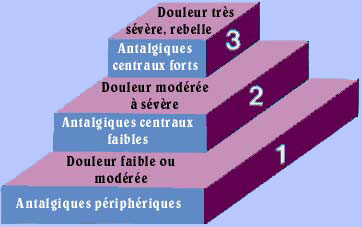 Douleur très
sévère, rebelle
Antalgiques
centraux forts
3
Douleur modérée
à sévère
Antalgiques centraux
faibles
2
Douleur faible ou
modérée
Antalgiques périphériques
1